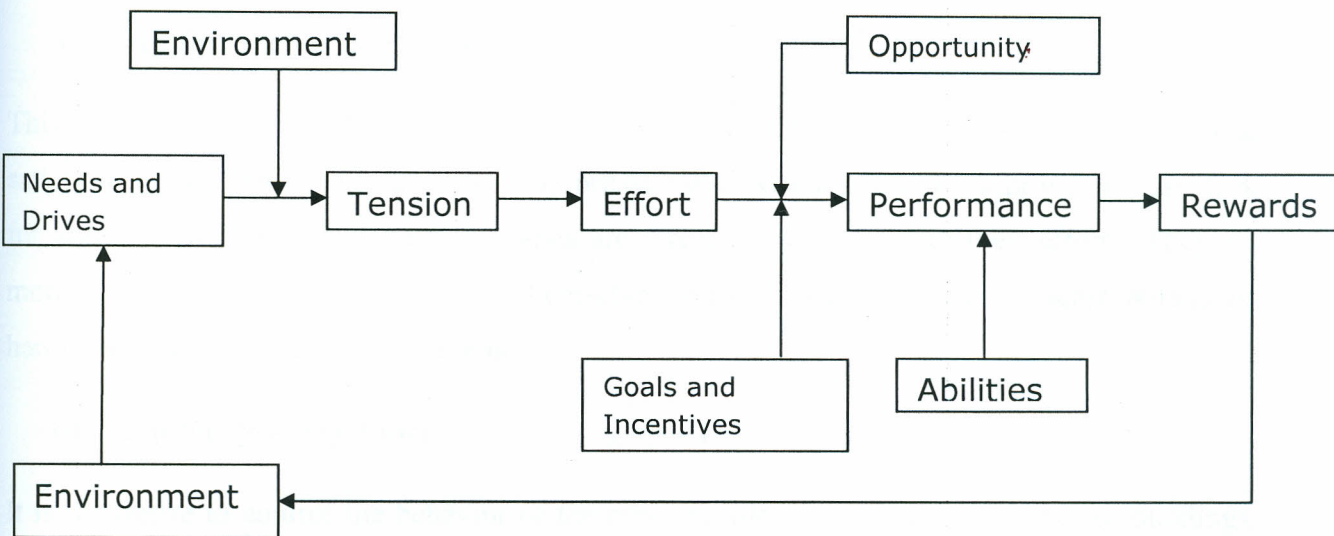 Environment
Opportunity
Needs and
Drives
Tension
Effort
Performance
Rewards
Goals and
Incentives
Abilities
Environment